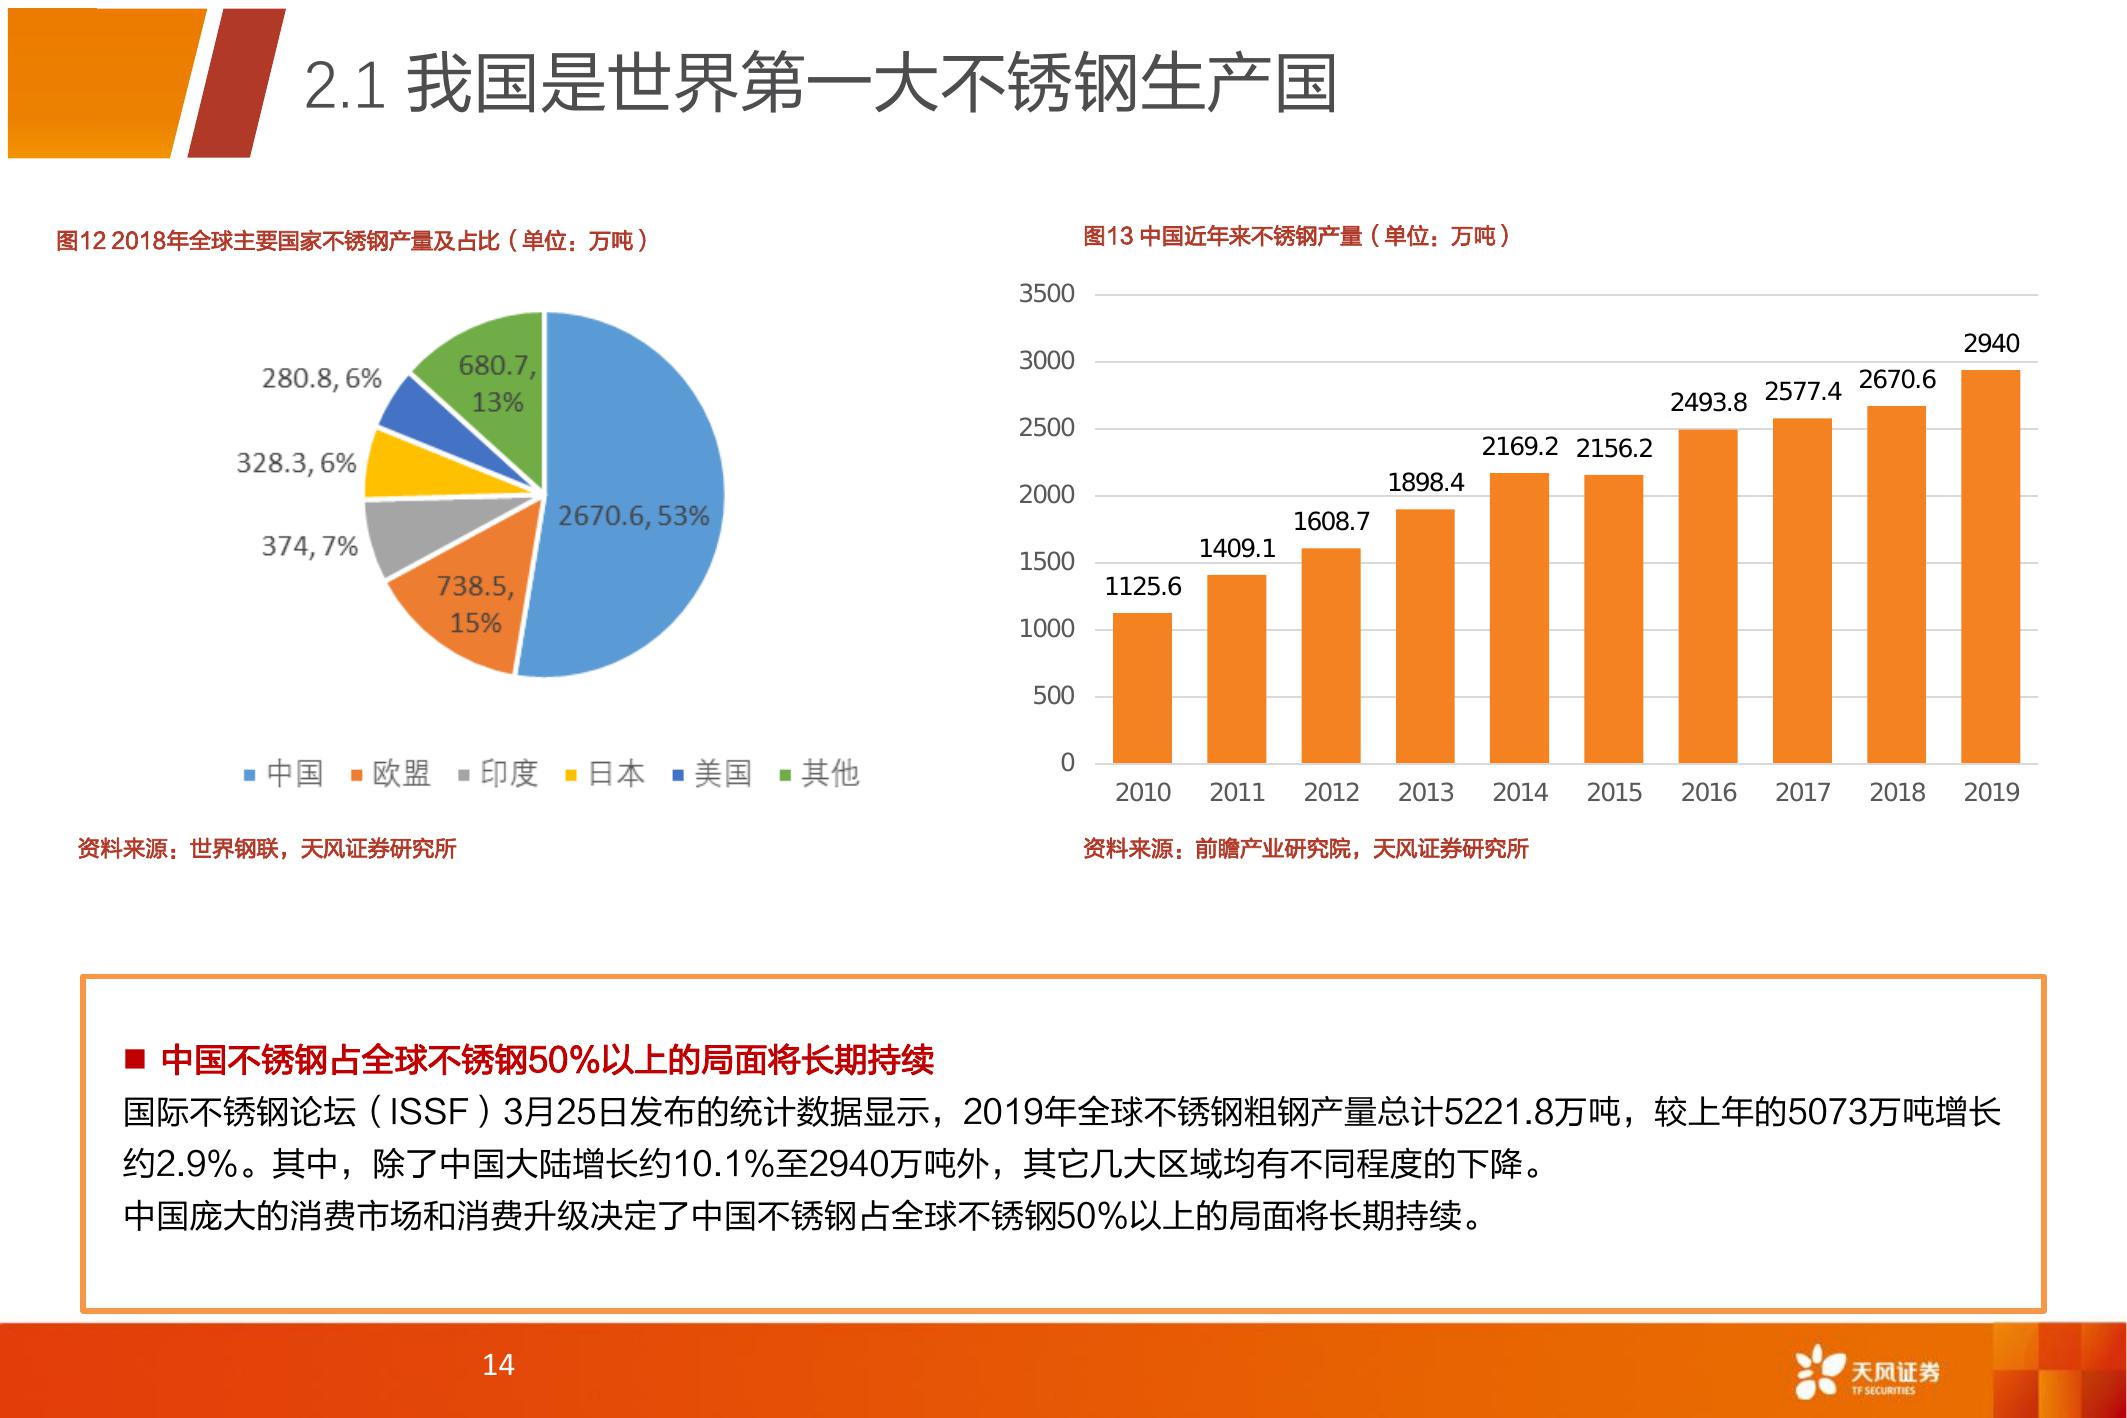 2.1 我国是世界第一大不锈钢生产国
图12 2018年全球主要国家不锈钢产量及占比（单位：万吨）
680.7,
13%
280.8, 6%
328.3, 6%
374, 7%
738.5,
15%
2670.6, 53%
中国 欧盟 印度 日本 美国 其他
资料来源：世界钢联，天风证券研究所
图13 中国近年来不锈钢产量（单位：万吨）
3500
3000
2500
2000
1500
1000
500
0
1125.6
1409.1
1608.7
1898.4
2169.2
2156.2
2493.8
2577.4
2670.6
2940
2010 2011 2012 2013 2014 2015 2016 2017 2018 2019
资料来源：前瞻产业研究院，天风证券研究所
■ 中国不锈钢占全球不锈钢50%以上的局面将长期持续
国际不锈钢论坛（ISSF）3月25日发布的统计数据显示，2019年全球不锈钢粗钢产量总计5221.8万吨，较上年的5073万吨增长
约2.9%。其中，除了中国大陆增长约10.1%至2940万吨外，其它几大区域均有不同程度的下降。
中国庞大的消费市场和消费升级决定了中国不锈钢占全球不锈钢50%以上的局面将长期持续。
14
天风证券
TF SECURITIES